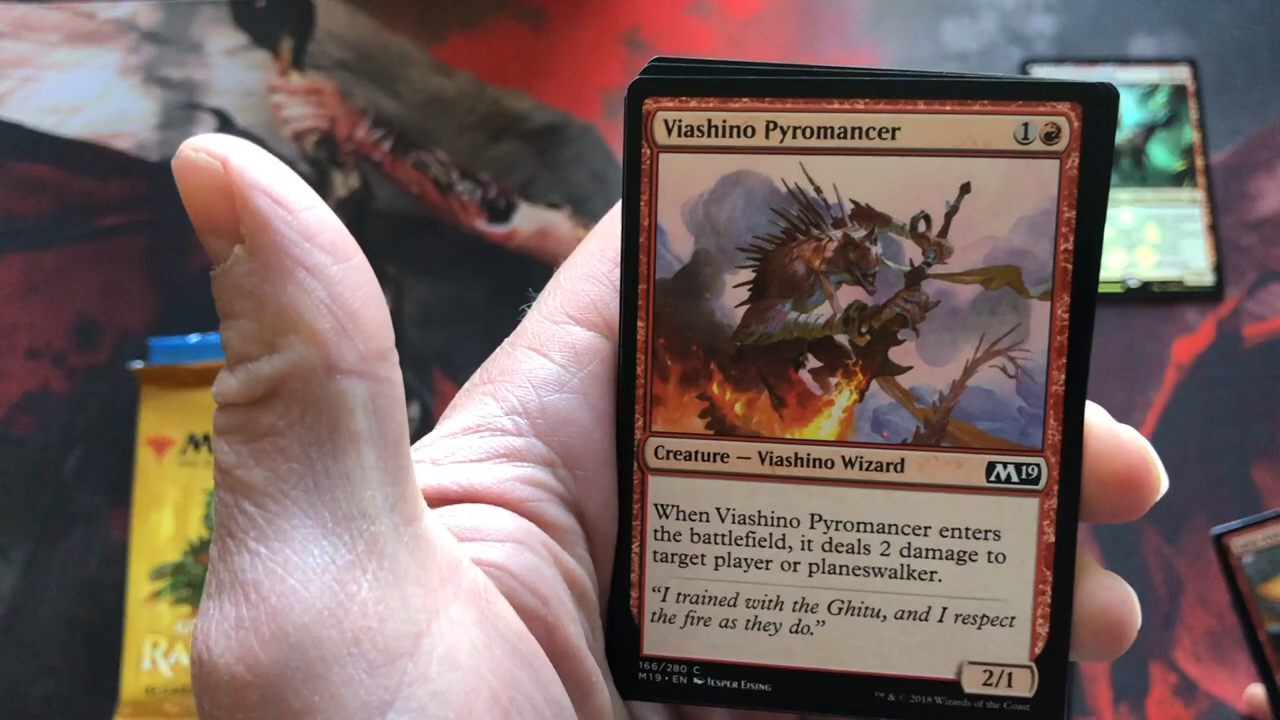 Viashino Pyromancer 1
Creature — Viashino Wizard
M19
When Viashino Pyromancer enters
the battlefield, it deals 2 damage to
target player or planeswalker.
"I trained with the Ghitu, and I respect
the fire as they do."
166/280 C
M19 • EN Jesper Eising
2/1
™ & © 2018 Wizards of the Coast
M
RA